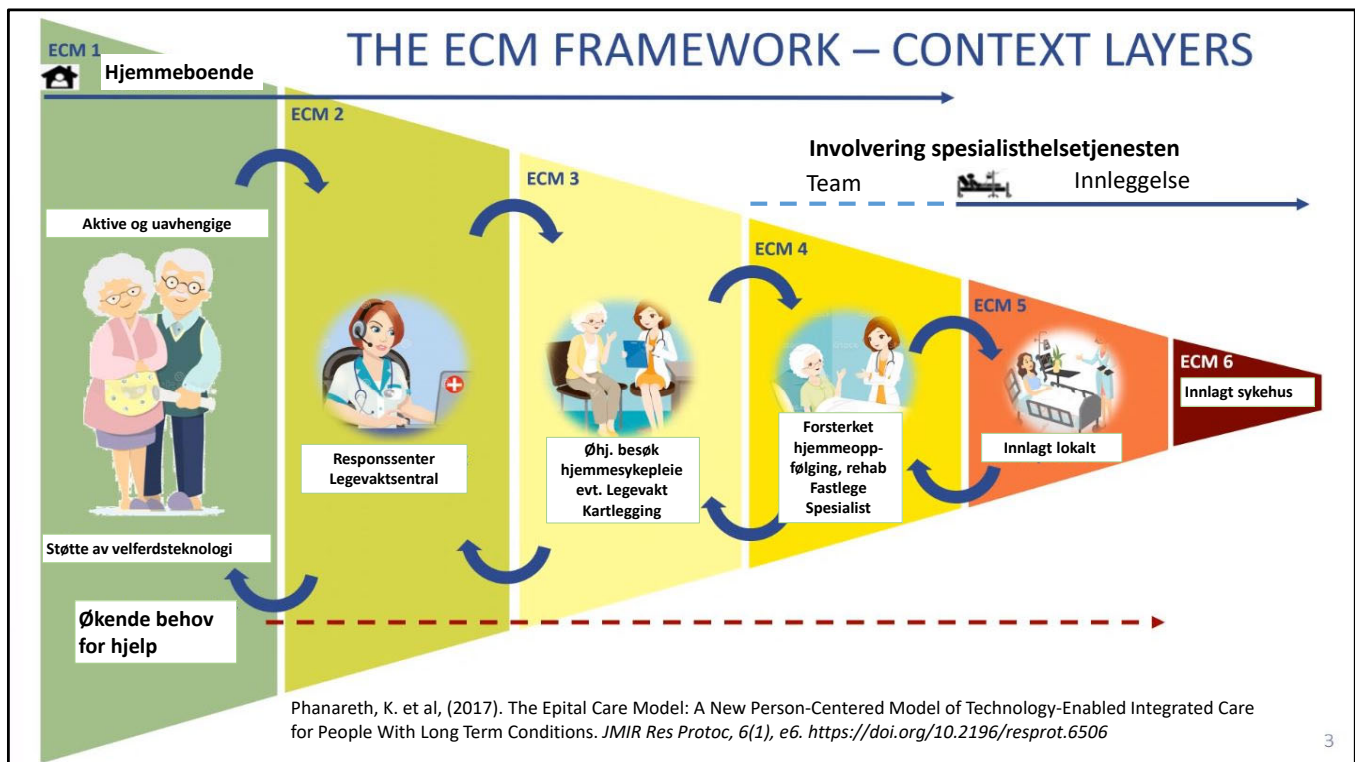 THE ECM FRAMEWORK – CONTEXT LAYERS
ECM 1
Hjemmeboende
ECM 2
Involvering spesialisthelsetjenesten
Team
Innleggelse
ECM 3
Aktive og uavhengige
ECM 4
ECM 5
ECM 6
Innlagt sykehus
Responssenter
Legevaktsentral
Øhj. besøk
hjemmesykepleie
evt. Legevakt
Kartlegging
Forsterket
hjemmeopp-
følging, rehab
Fastlege
Spesialist
Innlagt lokalt
Støtte av velferdsteknologi
Økende behov
for hjelp
Phanareth, K. et al, (2017). The Epital Care Model: A New Person-Centered Model of Technology-Enabled Integrated Care
for People With Long Term Conditions. JMIR Res Protoc, 6(1), e6. https://doi.org/10.2196/resprot.6506
3